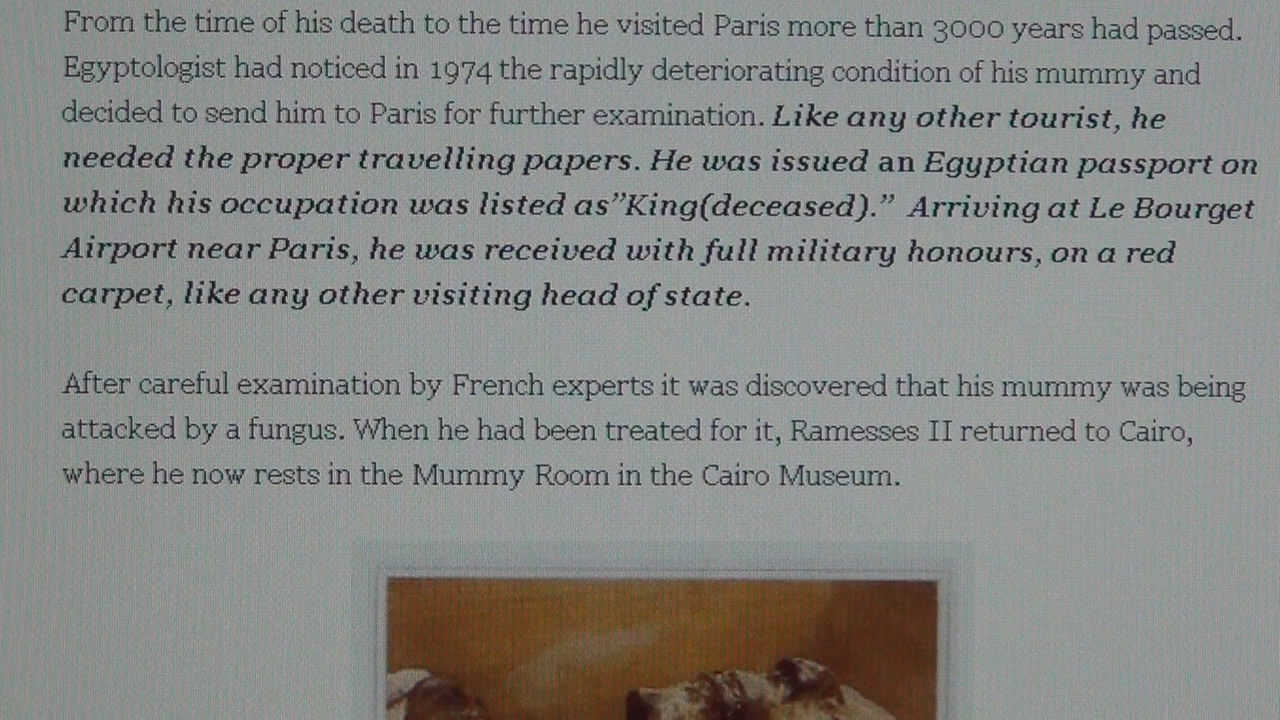 From the time of his death to the time he visited Paris more than 3000 years had passed.
Egyptologist had noticed in 1974 the rapidly deteriorating condition of his mummy and
decided to send him to Paris for further examination. Like any other tourist, he
needed the proper travelling papers. He was issued an Egyptian passport on
which his occupation was listed as”King(deceased).” Arriving at Le Bourget
Airport near Paris, he was received with full military honours, on a red
carpet, like any other visiting head of state.
After careful examination by French experts it was discovered that his mummy was being
attacked by a fungus. When he had been treated for it, Ramesses II returned to Cairo,
where he now rests in the Mummy Room in the Cairo Museum.